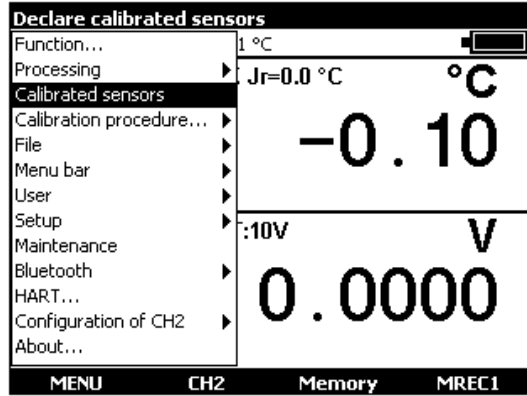 Declare calibrated sensors
Function...
1 °C
Processing
Jr=0.0 °C
°C
Calibrated sensors
Calibration procedure...
-0.10
File
Menu bar
User
Setup
:10V
V
Maintenance
Bluetooth
0.0000
HART...
Configuration of CH2
About...
MENU CH2 Memory MREC1